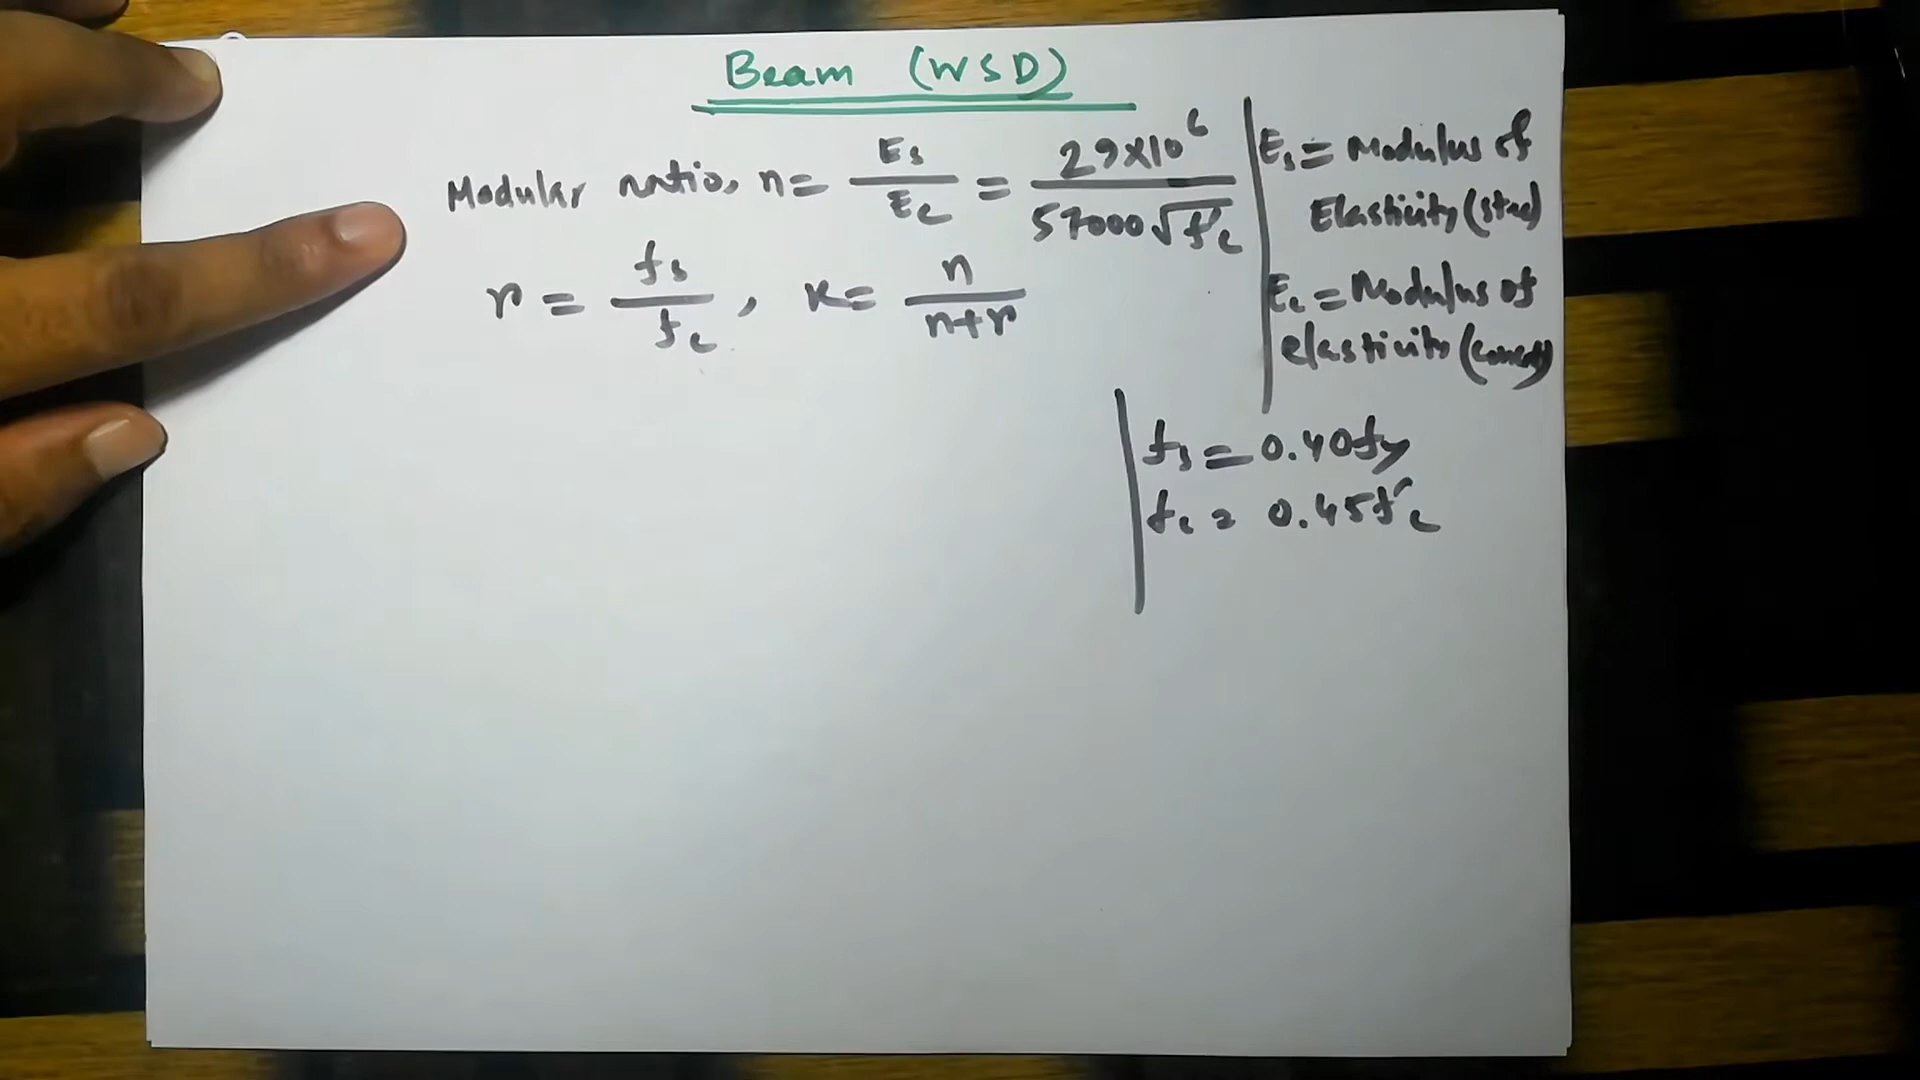 Beam (WSD)
Modular ratio, n = Es / Ec = 29×10^6 / 57000√f'c
r = fs / fc, k = n / n+r
Es = Modulus of
Elasticity (steel)
Ec = Modulus of
elasticity (concrete)
fs = 0.40fy
fc = 0.45f'c